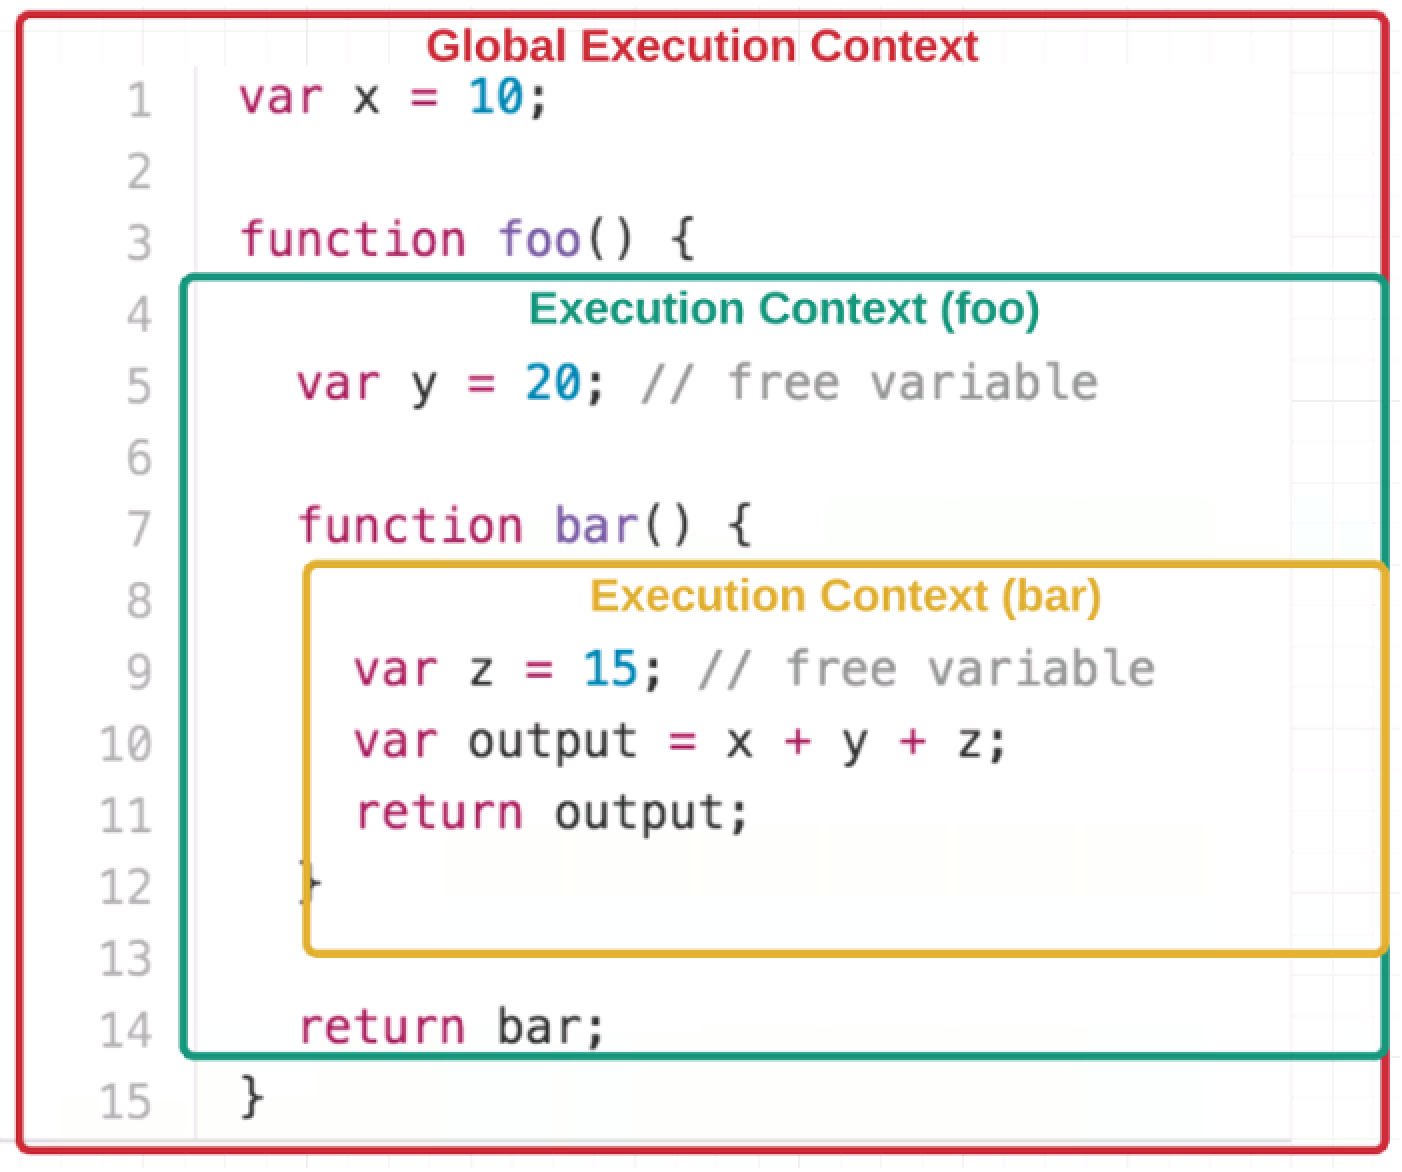 Global Execution Context
1 var x = 10;
2
3 function foo() {
4 Execution Context (foo)
5 var y = 20; // free variable
6
7 function bar() {
8 Execution Context (bar)
9 var z = 15; // free variable
10 var output = x + y + z;
11 return output;
12 }
13
14 return bar;
15 }